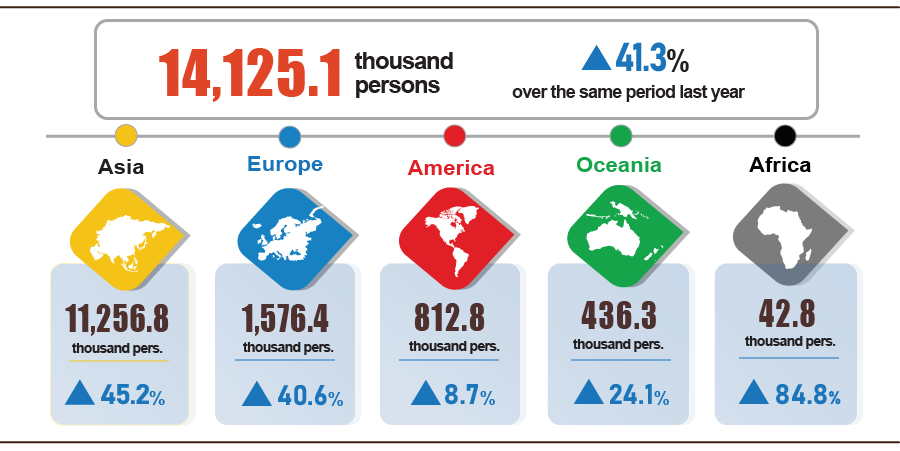 14,125.1 thousand persons
▲41.3%
over the same period last year
Asia
Europe
America
Oceania
Africa
11,256.8
thousand pers.
▲ 45.2%
1,576.4
thousand pers.
▲ 40.6%
812.8
thousand pers.
▲ 8.7%
436.3
thousand pers.
▲ 24.1%
42.8
thousand pers.
▲ 84.8%